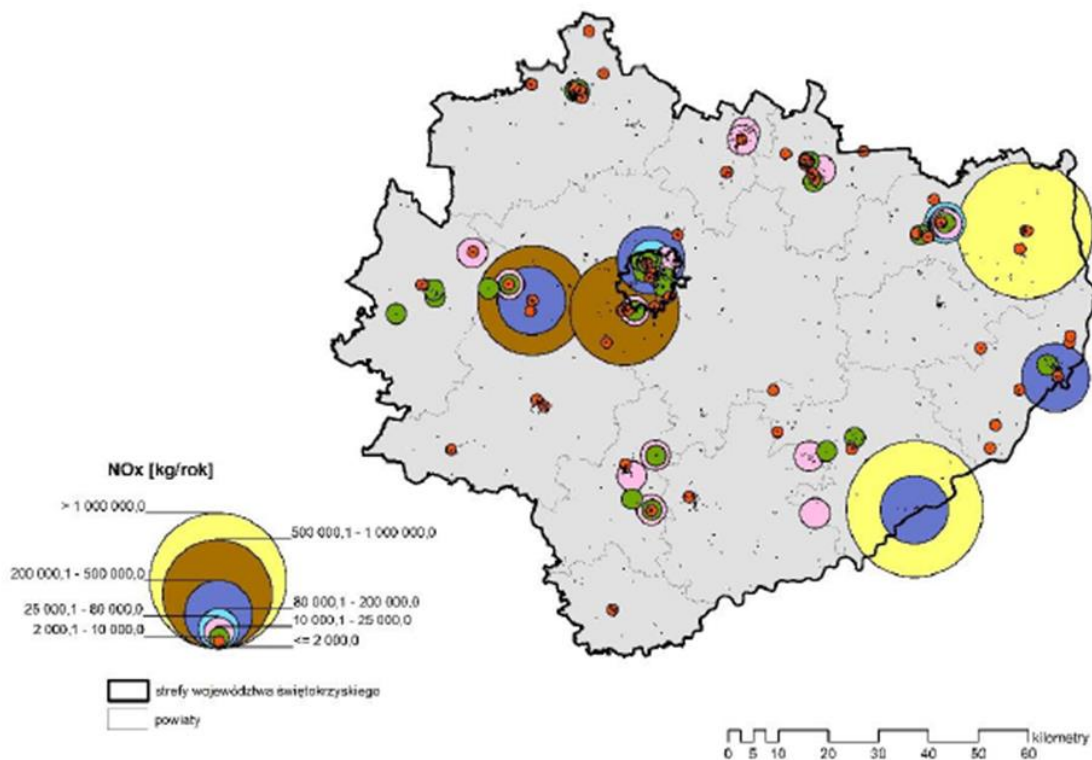 NOx [kg/rok]
> 1 000 000,0
500 000,1 - 1 000 000,0
200 000,1 - 500 000,0
80 000,1 - 200 000,0
25 000,1 - 80 000,0
10 000,1 - 25 000,0
2 000,1 - 10 000,0
<= 2 000,0
strefy województwa świętokrzyskiego
powiaty
kilometry
0 5 10 20 30 40 50 60